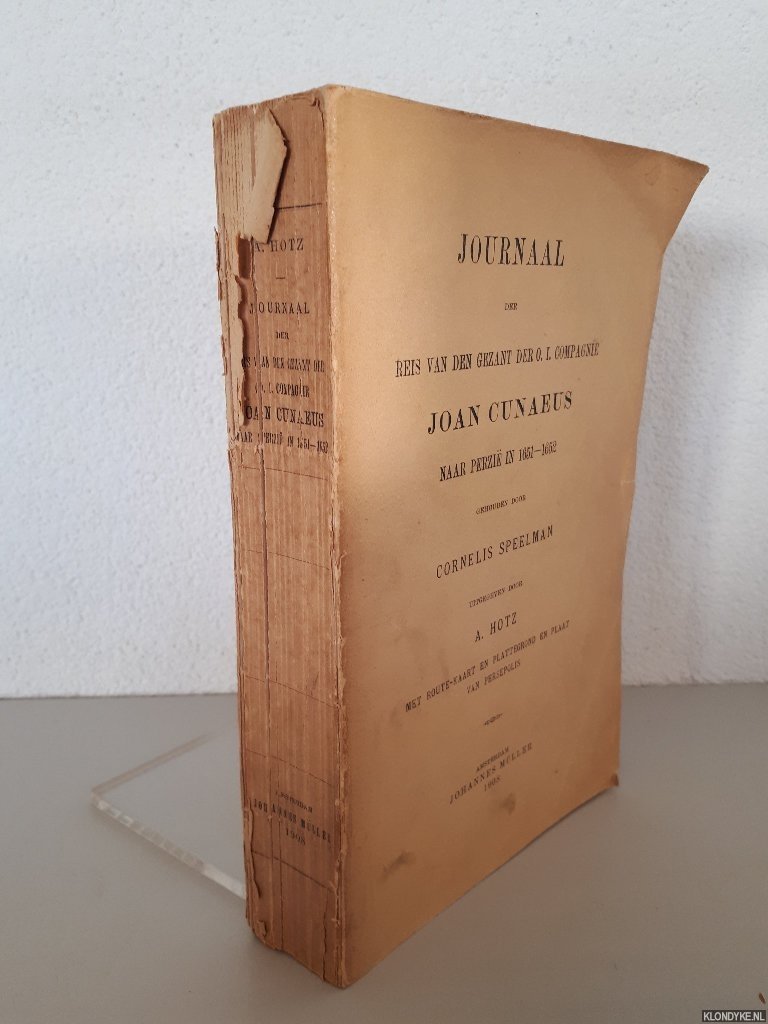 A. HOTZ
JOURNAAL
DER
VAN DEN GEZANT DER
O. I. COMPAGNIE
JOAN CUNAEUS
NAAR PERZIË IN 1651—1652
AMSTERDAM
JOHANNES MÜLLER
1908
JOURNAAL
DER
REIS VAN DEN GEZANT DER O. I. COMPAGNIE
JOAN CUNAEUS
NAAR PERZIË IN 1651—1652
GEHOUDEN DOOR
CORNELIS SPEELMAN
UITGEGEVEN DOOR
A. HOTZ
MET ROUTE-KAART EN PLATTEGROND EN PLAAT
VAN PERSEPOLIS
AMSTERDAM
JOHANNES MÜLLER
1908
KLONDYKE.NL